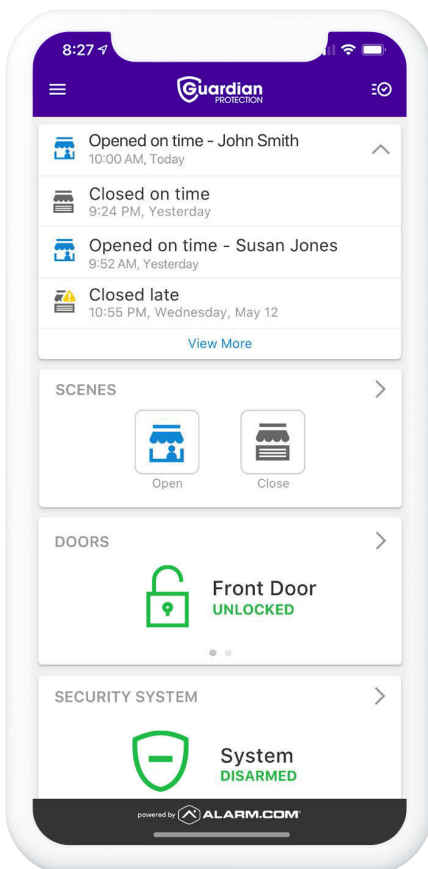 8:27
Guardian
PROTECTION
Opened on time - John Smith
10:00 AM, Today
Closed on time
9:24 PM, Yesterday
Opened on time - Susan Jones
9:52 AM, Yesterday
Closed late
10:55 PM, Wednesday, May 12
View More
SCENES
Open Close
DOORS
Front Door
UNLOCKED
SECURITY SYSTEM
System
DISARMED
powered by ALARM.COM